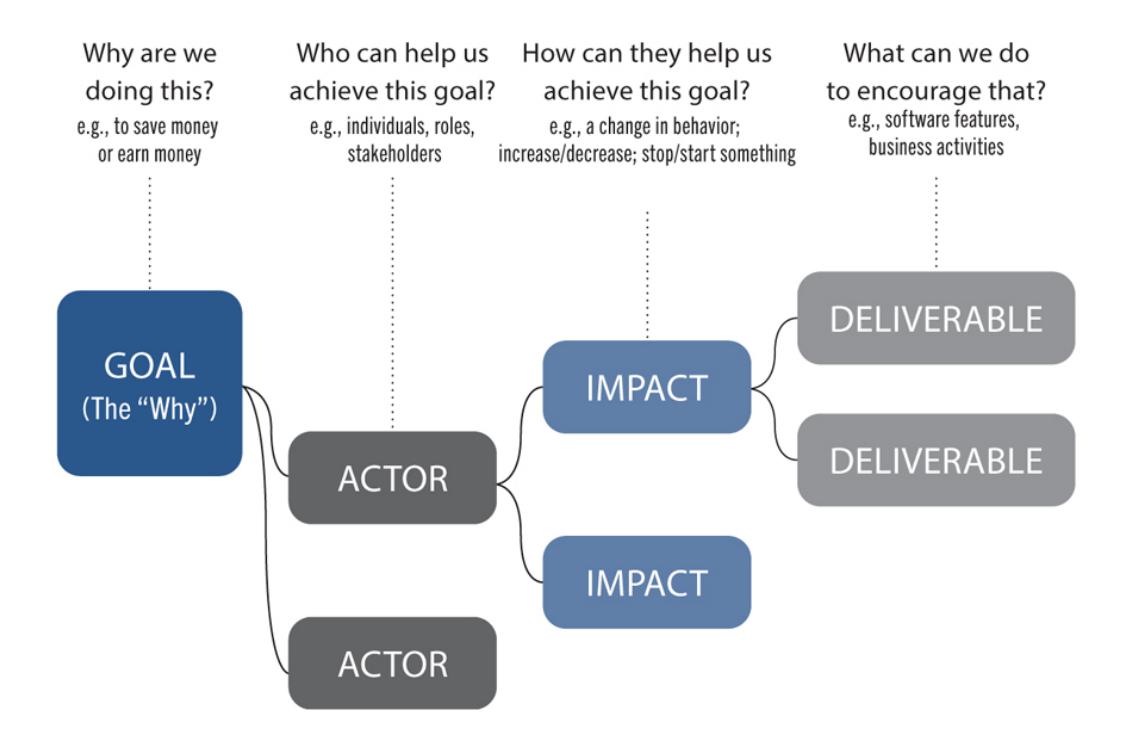 Why are we
doing this?
e.g., to save money
or earn money
Who can help us
achieve this goal?
e.g., individuals, roles,
stakeholders
How can they help us
achieve this goal?
e.g., a change in behavior;
increase/decrease; stop/start something
What can we do
to encourage that?
e.g., software features,
business activities
GOAL
(The “Why”)
ACTOR
ACTOR
IMPACT
IMPACT
DELIVERABLE
DELIVERABLE